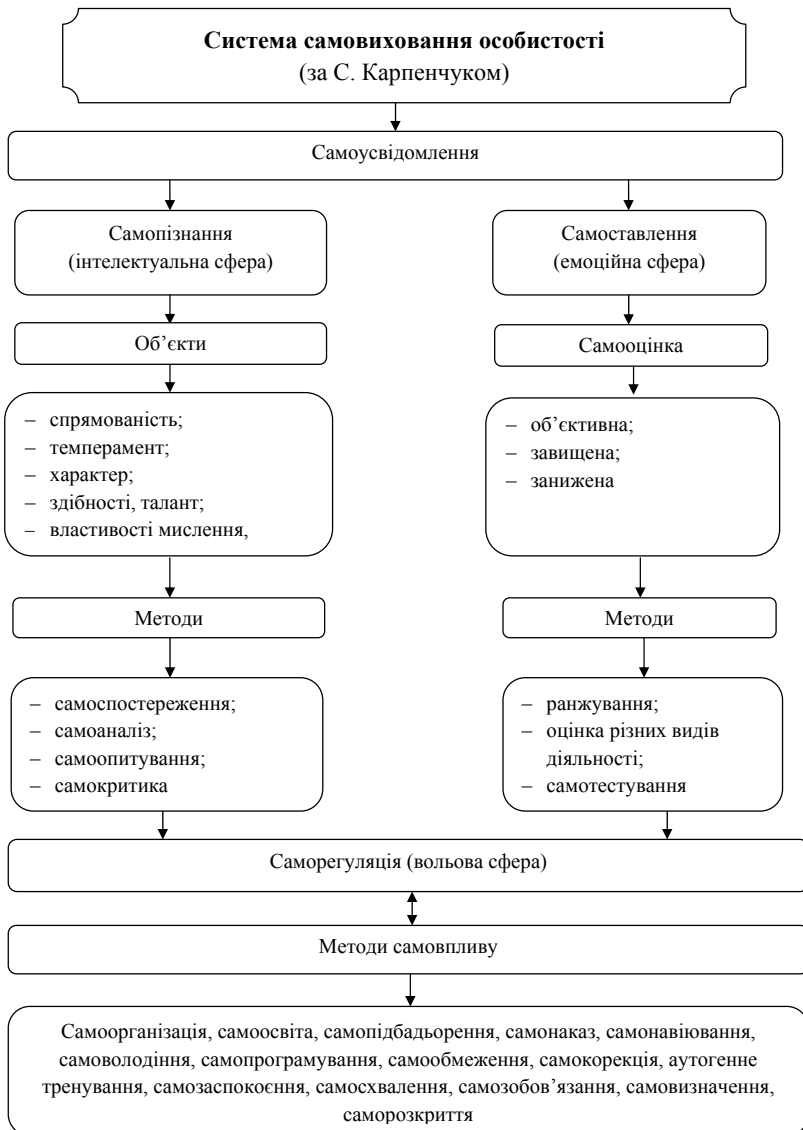 Система самовиховання особистості
(за С. Карпенчуком)
Самоусвідомлення
Самопізнання
(інтелектуальна сфера)
Самоставлення
(емоційна сфера)
Об’єкти
Самооцінка
– спрямованість;
– темперамент;
– характер;
– здібності, талант;
– властивості мислення,
– об’єктивна;
– завищена;
– занижена
Методи
Методи
– самоспостереження;
– самоаналіз;
– самоопитування;
– самокритика
– ранжування;
– оцінка різних видів
діяльності;
– самотестування
Саморегуляція (вольова сфера)
Методи самовпливу
Самоорганізація, самоосвіта, самопідбадьорення, самонаказ, самонавіювання,
самоволодіння, самопрограмування, самообмеження, самокорекція, аутогенне
тренування, самозаспокоєння, самосхвалення, самозобов’язання, самовизначення,
саморозкриття